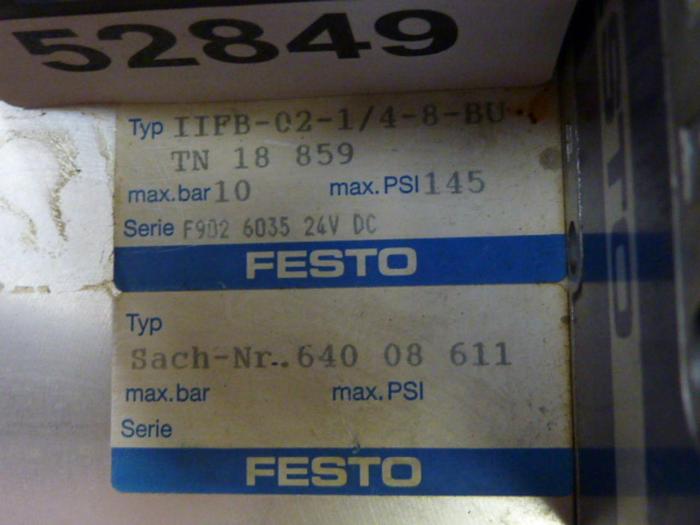 52849
Typ IIFB-02-1/4-8-BU
TN 18 859
max.bar 10 max.PSI 145
Serie F902 6035 24V DC
FESTO
Typ
Sach-Nr..640 08 611
max.bar max.PSI
Serie
FESTO